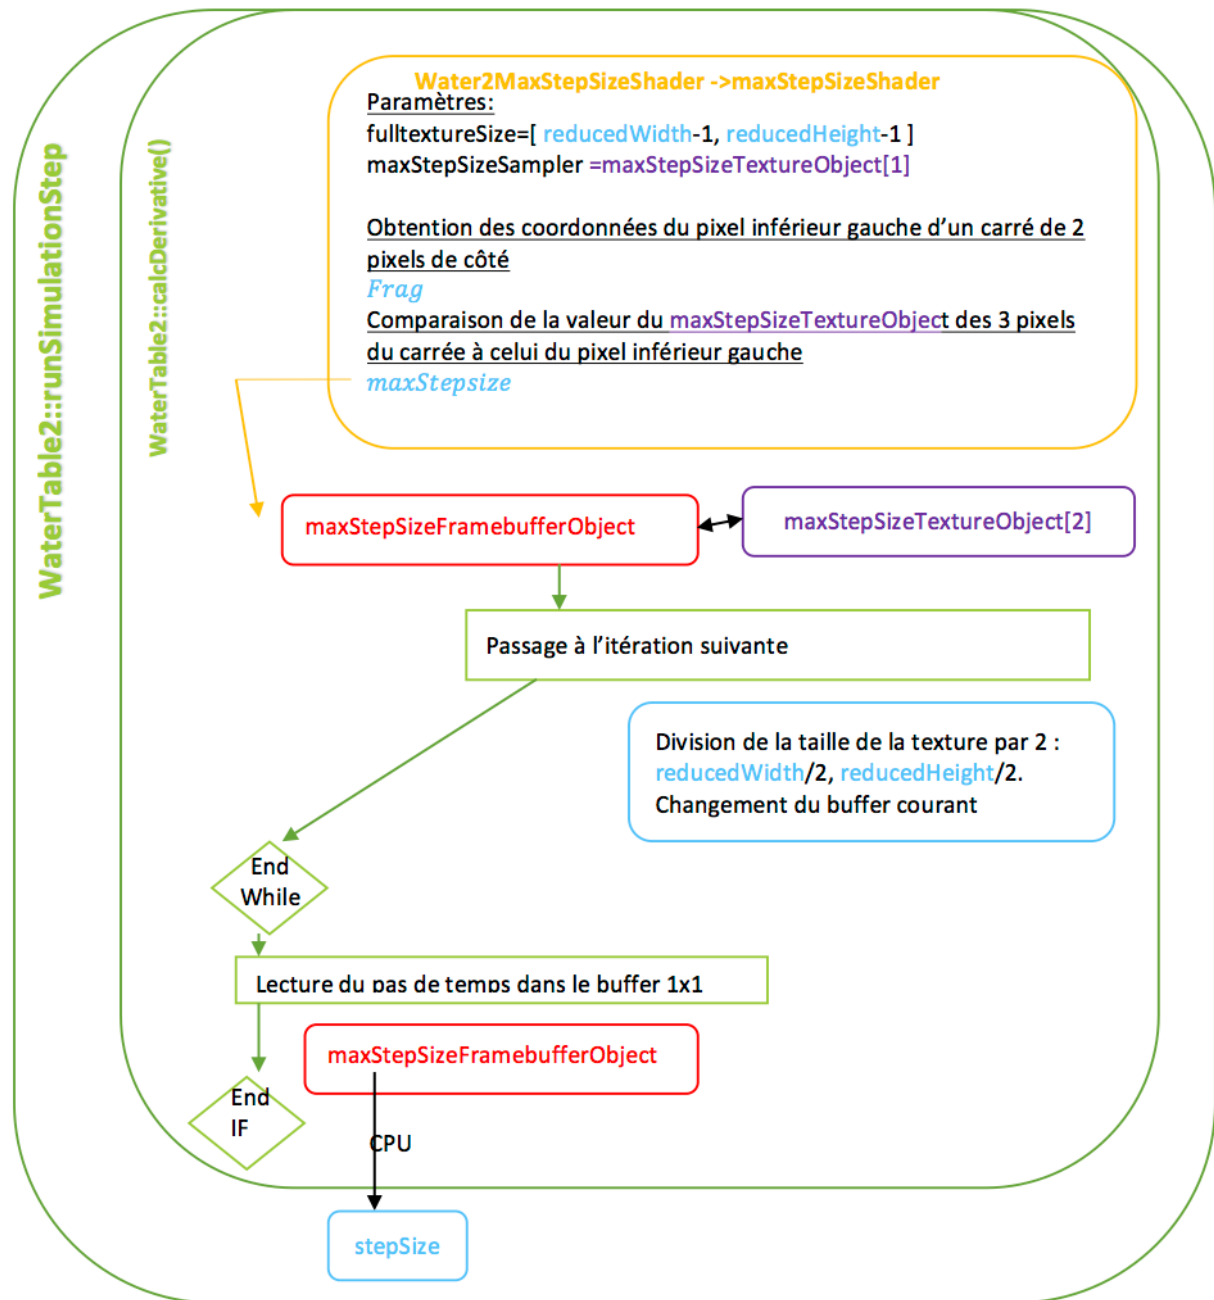 WaterTable2::runSimulationStep
WaterTable2::calcDerivative()
Water2MaxStepSizeShader ->maxStepSizeShader
Paramètres:
fulltextureSize=[ reducedWidth-1, reducedHeight-1 ]
maxStepSizeSampler =maxStepSizeTextureObject[1]
Obtention des coordonnées du pixel inférieur gauche d’un carré de 2
pixels de côté
Frag
Comparaison de la valeur du maxStepSizeTextureObject des 3 pixels
du carrée à celui du pixel inférieur gauche
maxStepsize
maxStepSizeFramebufferObject
maxStepSizeTextureObject[2]
Passage à l’itération suivante
Division de la taille de la texture par 2 :
reducedWidth/2, reducedHeight/2.
Changement du buffer courant
End
While
Lecture du pas de temps dans le buffer 1x1
maxStepSizeFramebufferObject
End
IF
CPU
stepSize